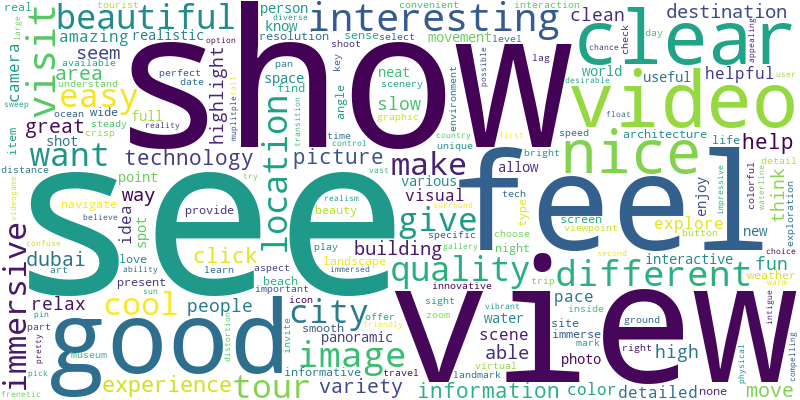 real
tourist
beautiful
person
diverse
interesting
convenient
interaction
clean
destination
large
camera
visit
amazing
realistic
option
know
resolution
sense
select
movement
level
clear
day
appealing
seem
available
area
understand
perfect
date
highlight
show
pan
space
find
shoot
key
angle
neat
scenery
slow
graphic
environment
possible
lag
desirable
world
chance
check
useful
helpful
user
easy
sweep
ocean
wide
full
steady
crisp
reality
call
transition
time
control
country
unique
first
bright
speed
float
video
architecture
life
help
item
great
shot
want
technology
location
picture
make
allow
nice
detail
distance
point
way
visual
various
tech
type
feel
enjoy
colorful
impressive
waterline
think
exploration
videogame
navigate
believe
idea
spot
provide
see
try
vast
realism
beauty
surround
give
specific
choose
gallery
night
screen
viewpoint
button
explore
new
choice
confuse
dubai
art
love
ability
present
sun
click
learn
aspect
important
play
landscape
immersed
beach
building
quality
innovative
different
second
interactive
fun
weather
warm
immersive
relax
pin
part
pretty
pick
frenetic
museum
cool
people
good
distortion
icon
invite
smooth
city
offer
friendly
panoramic
sight
zoom
vibrant
water
scene
able
trip
pace
site
immerse
mark
inside
ground
right
photo
high
physical
intigue
compelling
view
experience
tour
informative
image
travel
variety
landmark
virtual
information
color
detailed
none
move